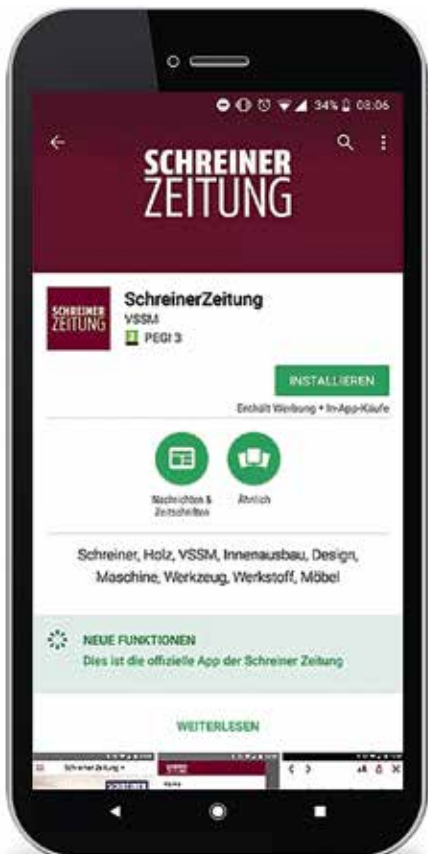 34% 08:06
SCHREINER
ZEITUNG
SCHREINER
ZEITUNG
SchreinerZeitung
VSSM
3 PEGI 3
INSTALLIEREN
Enthält Werbung • In-App-Käufe
Nachrichten &
Zeitschriften
Ähnlich
Schreiner, Holz, VSSM, Innenausbau, Design,
Maschine, Werkzeug, Werkstoff, Möbel
NEUE FUNKTIONEN
Dies ist die offizielle App der Schreiner Zeitung
WEITERLESEN
SchreinerZeitung